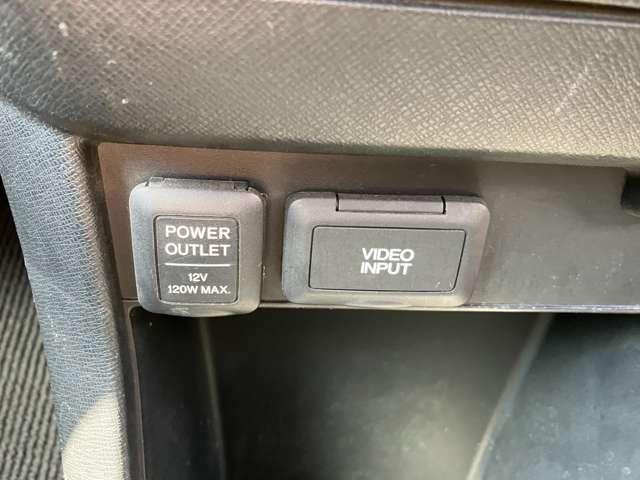 POWER
OUTLET
12V
120W MAX.
VIDEO
INPUT